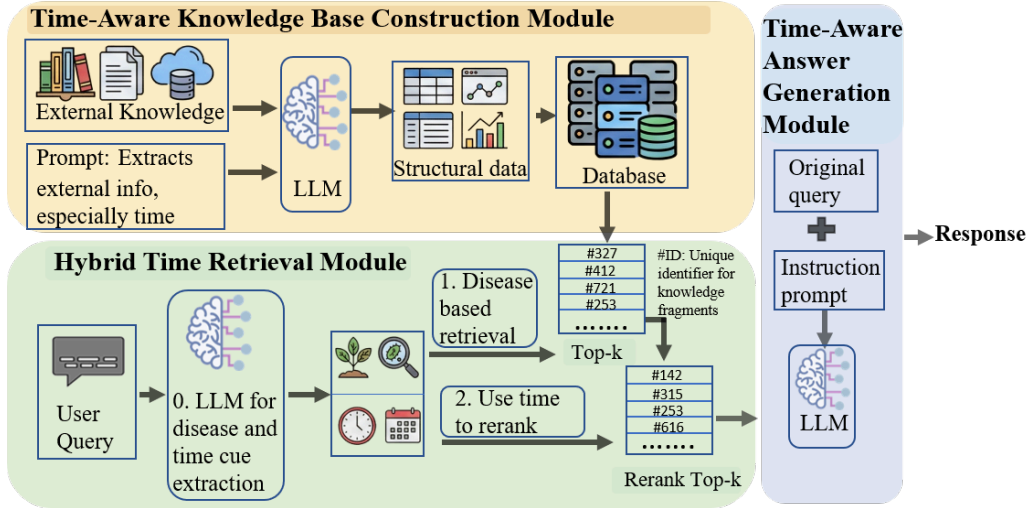 Time-Aware Knowledge Base Construction Module
External Knowledge
Prompt: Extracts
external info,
especially time
LLM
Structural data
Database
Hybrid Time Retrieval Module
User
Query
0. LLM for
disease and
time cue
extraction
1. Disease
based
retrieval
2. Use time
to rerank
#327
#412
#721
#253
.......
Top-k
#ID: Unique
identifier for
knowledge
fragments
#142
#315
#253
#616
.......
Rerank Top-k
Time-Aware
Answer
Generation
Module
Original
query
Instruction
prompt
LLM
Response